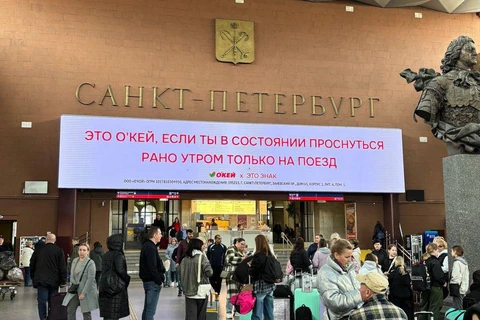 САНКТ-ПЕТЕРБУРГ
ЭТО О'КЕЙ, ЕСЛИ ТЫ В СОСТОЯНИИ ПРОСНУТЬСЯ
РАНО УТРОМ ТОЛЬКО НА ПОЕЗД
О'КЕЙ х ЭТО ЗНАК